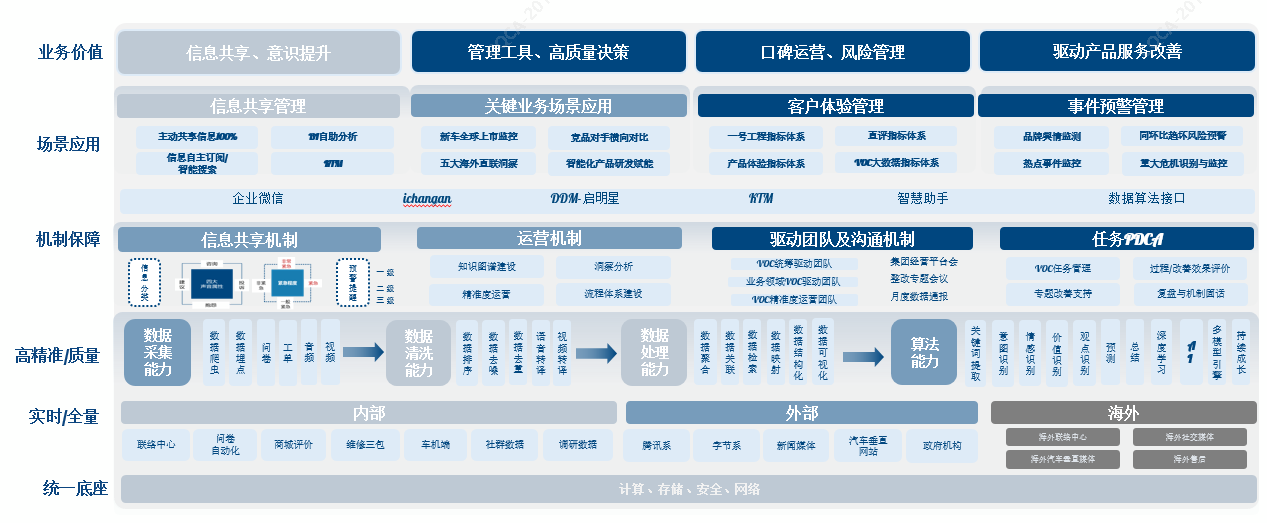 业务价值
信息共享、意识提升
管理工具、高质量决策
口碑运营、风险管理
驱动产品服务改善
场景应用
信息共享管理
关键业务场景应用
客户体验管理
事件预警管理
主动共享信息100%
BI自助分析
新车全球上市监控
竞品对手横向对比
一号工程指标体系
直评指标体系
品牌舆情监测
同环比趋坏风险预警
信息自主订阅/
智能搜索
KTM
五大海外直联洞察
智能化产品研发赋能
产品体验指标体系
VOC大数据指标体系
热点事件监控
重大危机识别与监控
企业微信
ichangan
DDM-启明星
KTM
智慧助手
数据算法接口
机制保障
信息共享机制
运营机制
驱动团队及沟通机制
任务PDCA
信息
分类
咨询
建议
四大
声音属性
投诉
抱怨
非常
紧急
紧急程度
紧急
一般
紧急
预警提醒
一级
二级
三级
知识图谱建设
洞察分析
精准度运营
流程体系建设
VOC统筹驱动团队
业务领域VOC驱动团队
VOC精准度运营团队
集团经营平台会
整改专题会议
月度数据通报
VOC任务管理
过程/改善效果评价
专题改善支持
复盘与机制固话
高精准/质量
数据
采集
能力
数据爬虫
数据埋点
问卷
工单
音频
视频
数据
清洗
能力
数据排序
数据去噪
数据去重
语音转译
视频转译
数据
处理
能力
数据聚合
数据关联
数据检索
数据映射
数据结构化
数据可视化
算法
能力
关键词提取
意图识别
情感识别
价值识别
观点识别
预测
总结
深度学习
AI
多模型引擎
持续成长
实时/全量
内部
外部
海外
联络中心
问卷
自动化
商城评价
维修三包
车机端
社群数据
调研数据
腾讯系
字节系
新闻媒体
汽车垂直
网站
政府机构
海外联络中心
海外社交媒体
海外汽车垂直媒体
海外售后
统一底座
计算、存储、安全、网络